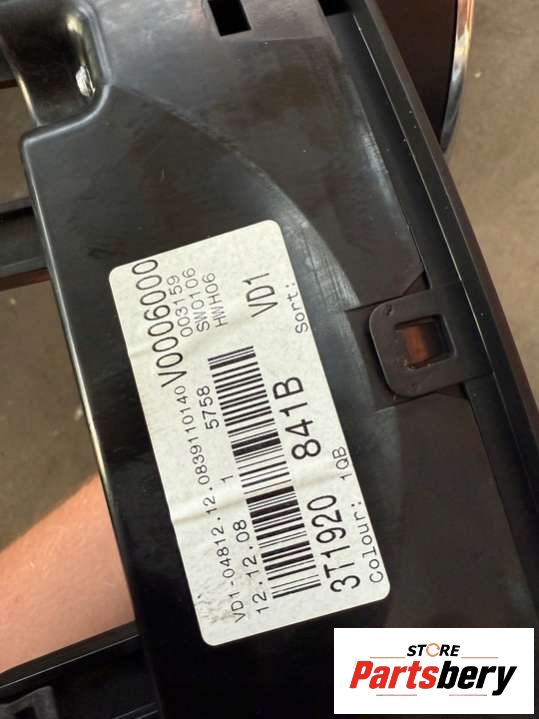 VD1-04812.12.0839110140
V0006000
12.12.08 1 5758
003159
SW0106
HWH06
3T1920 841B
VD1
Colour: 1QB
Sort:
STORE
Partsbery